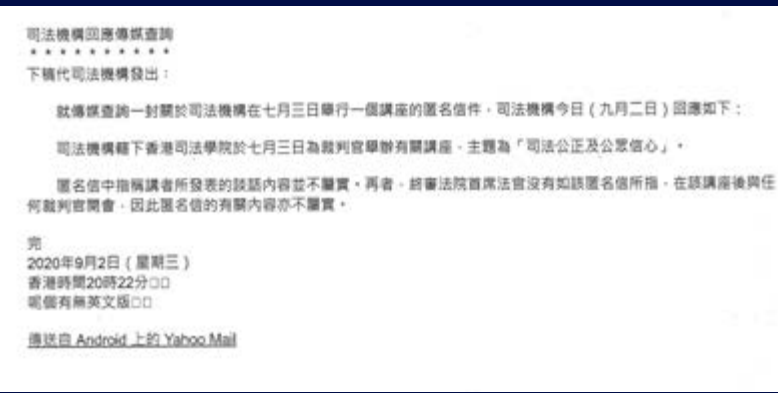 司法機構回應傳媒查詢
* * * * * * * * * *
下稿代司法機構發出：
就傳媒查詢一封關於司法機構在七月三日舉行一個講座的匿名信件，司法機構今日（九月二日）回應如下：
司法機構轄下香港司法學院於七月三日為裁判官舉辦有關講座，主題為「司法公正及公眾信心」。
匿名信中指稱講者所發表的談話內容並不屬實。再者，終審法院首席法官沒有如該匿名信所指，在該講座後與任
何裁判官開會，因此匿名信的有關內容亦不屬實。
完
2020年9月2日（星期三）
香港時間20時22分□□
呢個有無英文版□□
傳送自 Android 上的 Yahoo Mail